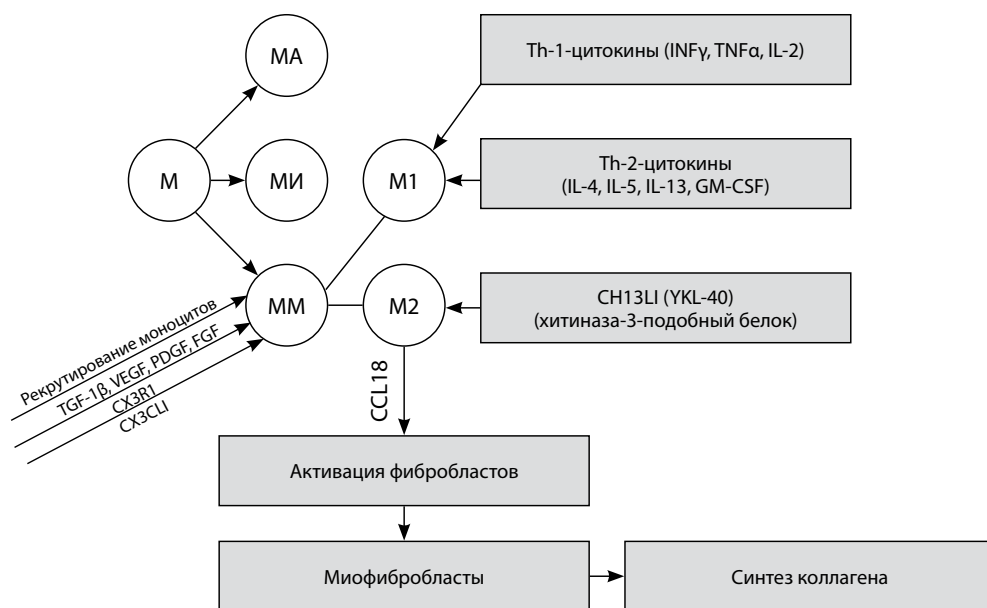 МА
Th-1-цитокины (INFγ, TNFα, IL-2)
М
МИ
М1
Th-2-цитокины
(IL-4, IL-5, IL-13, GM-CSF)
ММ
М2
CH13LI (YKL-40)
(хитиназа-3-подобный белок)
Рекрутирование моноцитов
TGF-1β, VEGF, PDGF, FGF
CX3R1
CX3CLI
CCL18
Активация фибробластов
Миофибробласты
Синтез коллагена